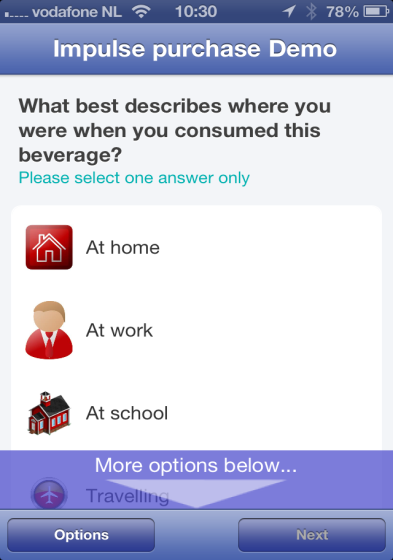 vodafone NL 10:30 78%
Impulse purchase Demo
What best describes where you
were when you consumed this
beverage?
Please select one answer only
At home
At work
At school
More options below...
Travelling
Options Next